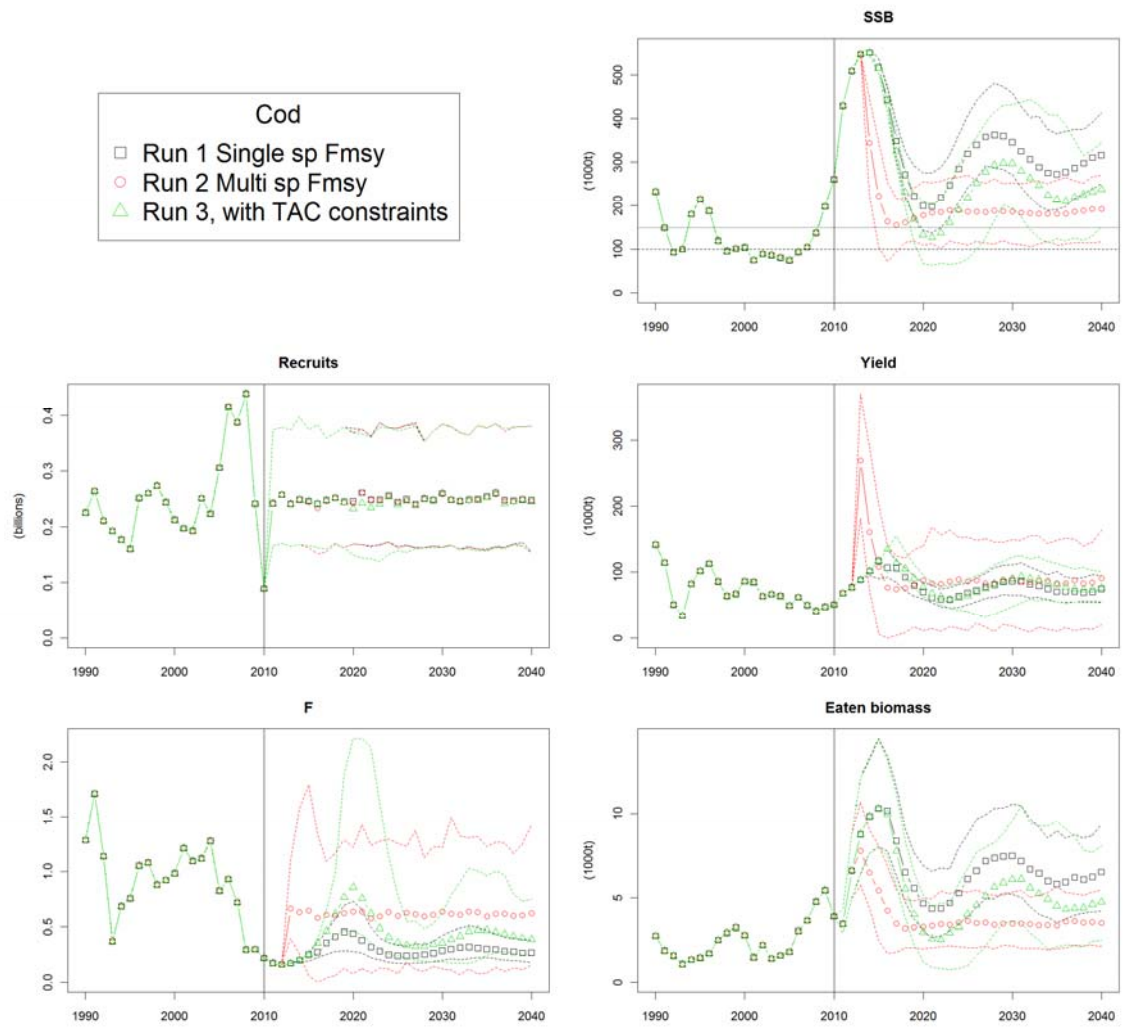 Cod
Run 1 Single sp Fmsy
Run 2 Multi sp Fmsy
Run 3, with TAC constraints
SSB
(1000t)
500
400
300
200
100
0
1990 2000 2010 2020 2030 2040
Recruits
(billions)
0.4
0.3
0.2
0.1
0.0
1990 2000 2010 2020 2030 2040
Yield
(1000t)
300
200
100
0
1990 2000 2010 2020 2030 2040
F
2.0
1.5
1.0
0.5
0.0
1990 2000 2010 2020 2030 2040
Eaten biomass
(1000t)
10
5
0
1990 2000 2010 2020 2030 2040